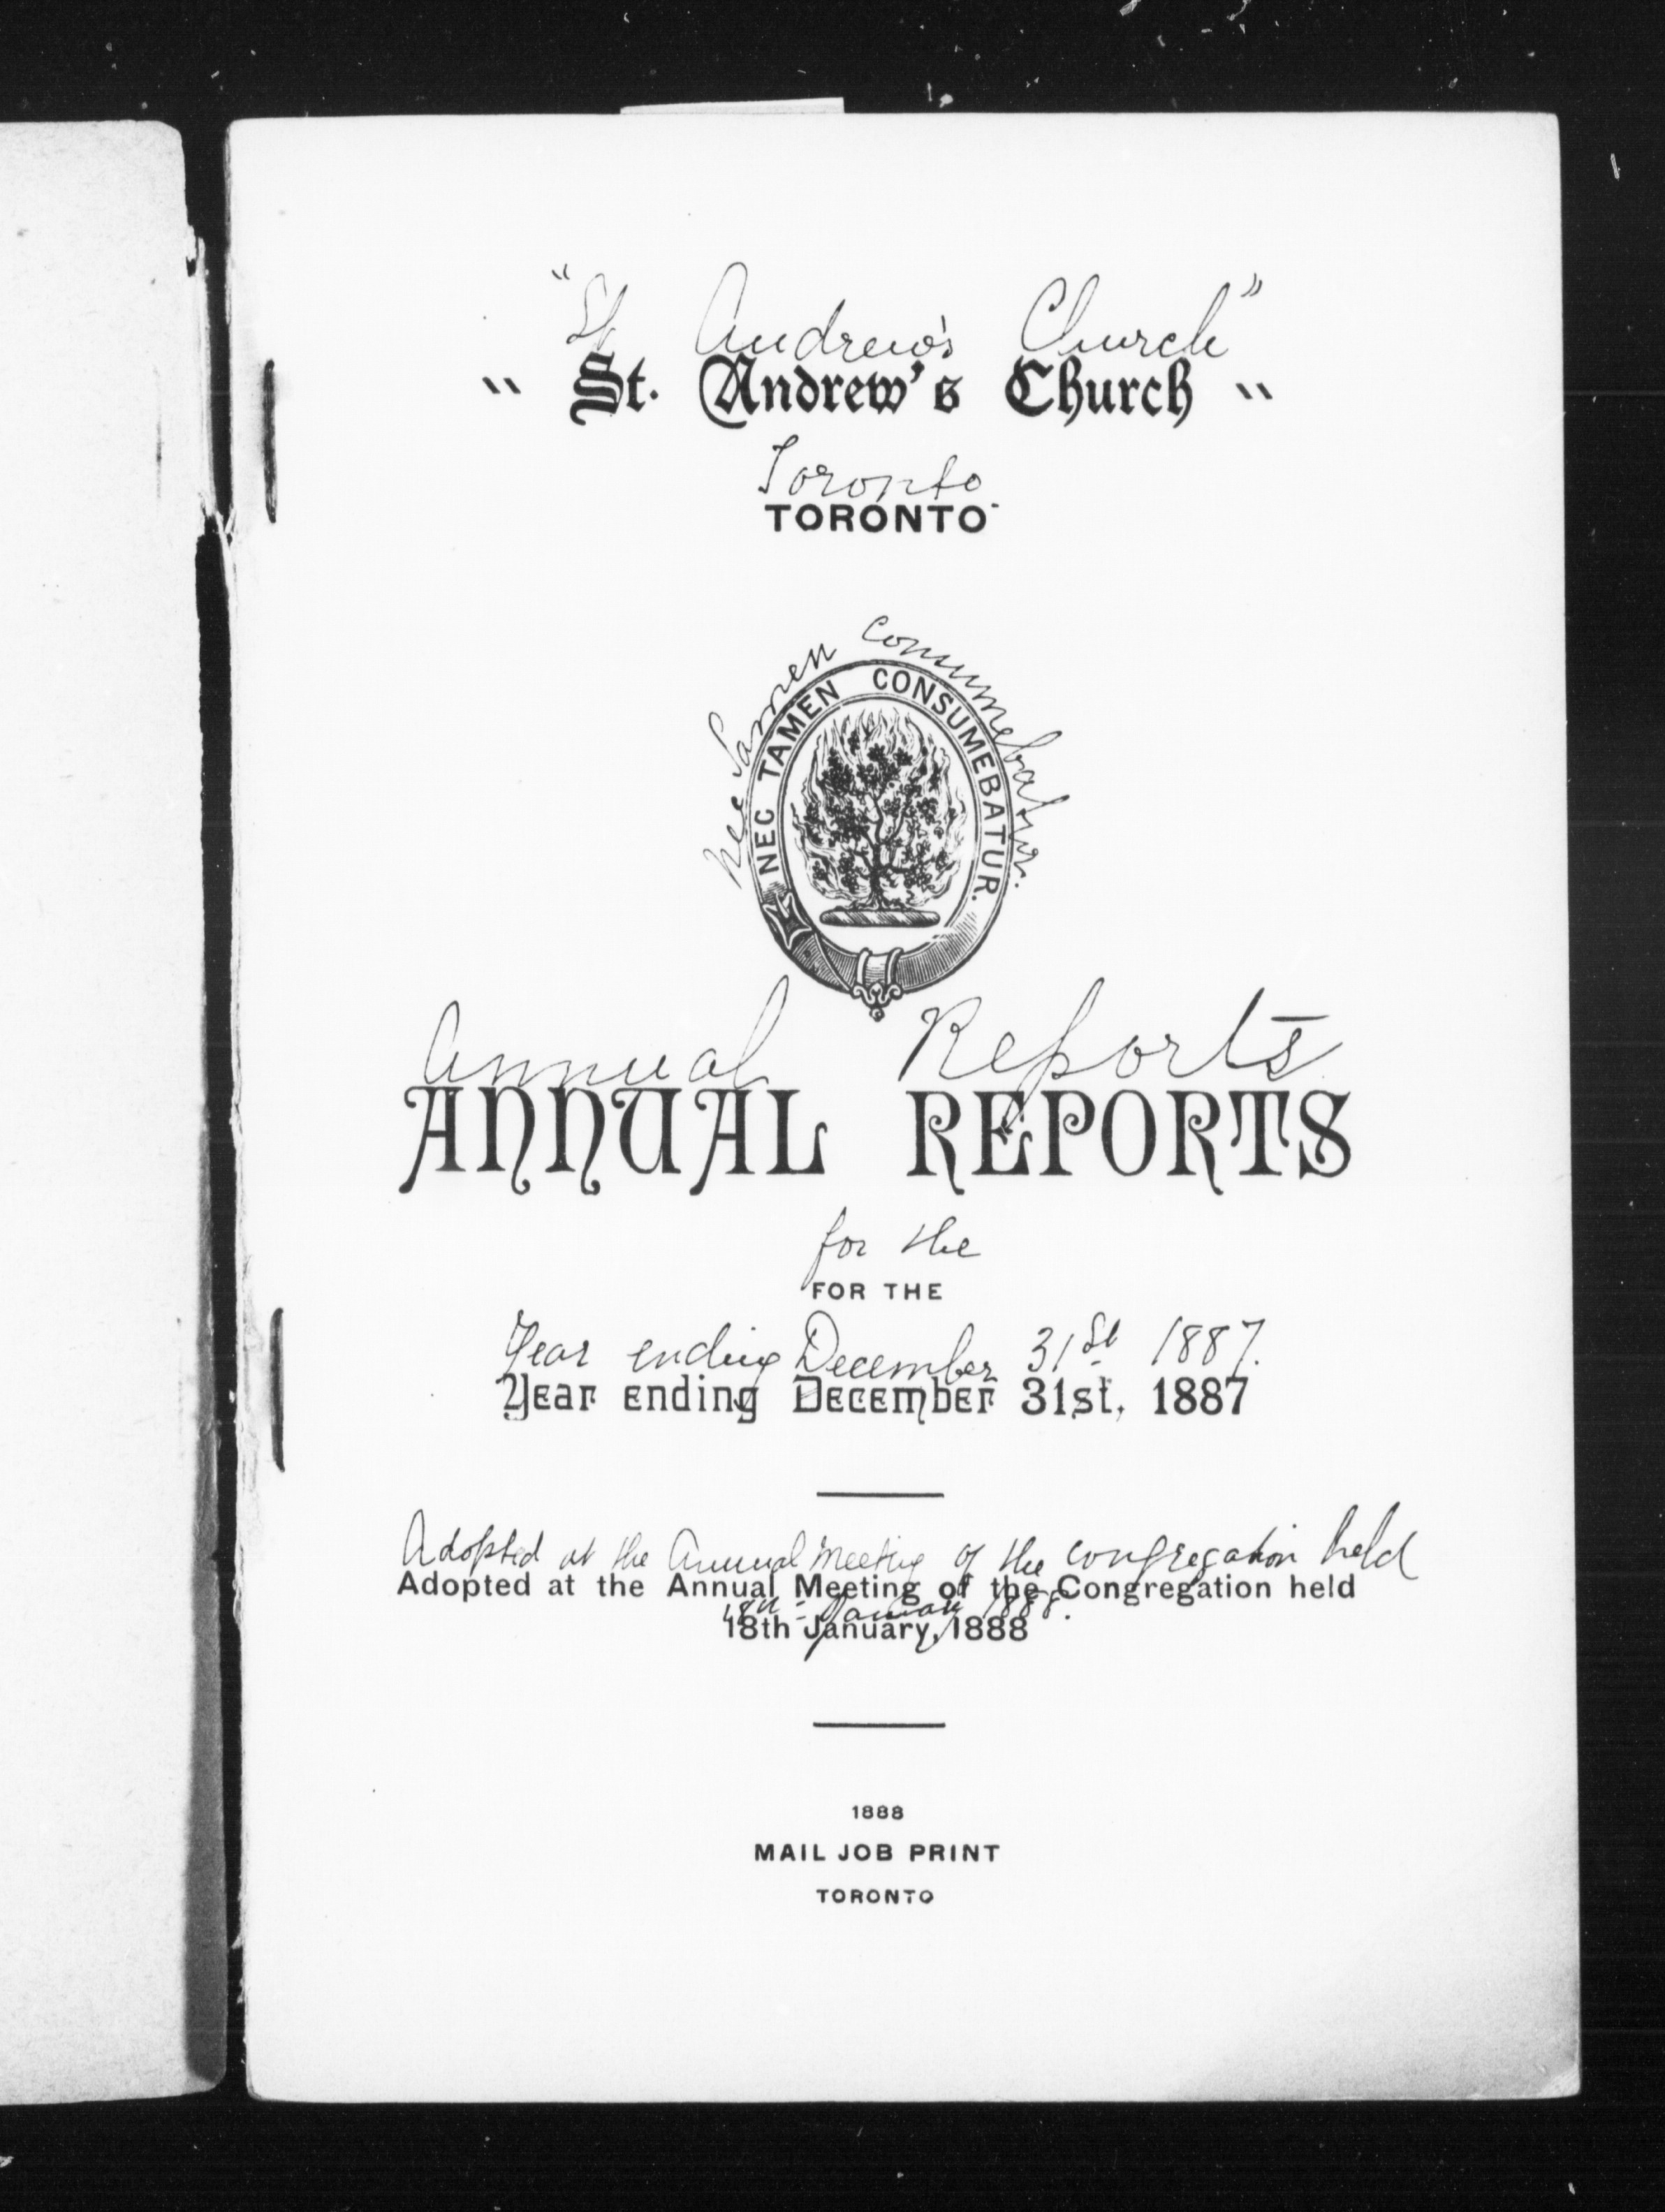 "St Andrew's Church"
" St. Andrew's Church "
Toronto
TORONTO
Nec Tamen Consumebatur.
NEC TAMEN CONSUMEBATUR.
Annual Reports
ANNUAL REPORTS
for the
FOR THE
Year ending December 31st 1887.
Year ending December 31st, 1887
Adopted at the Annual Meeting of the congregation held
Adopted at the Annual Meeting of the Congregation held
18th January 1888.
18th January, 1888
1888
MAIL JOB PRINT
TORONTO